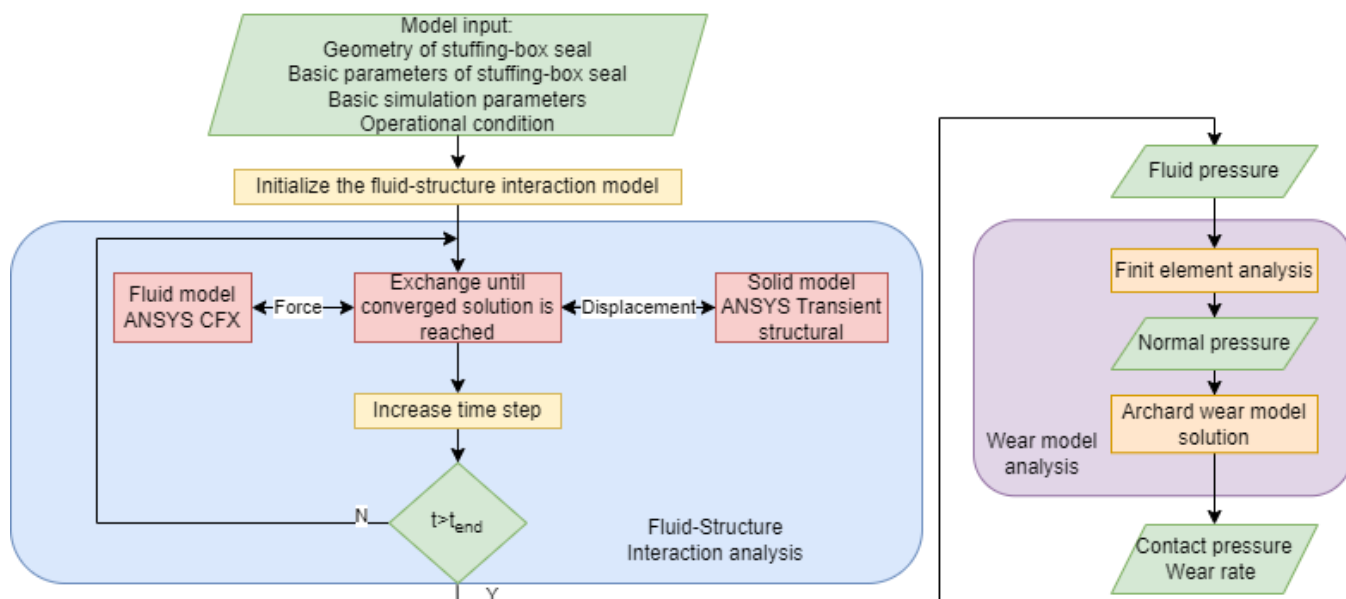 Model input:
Geometry of stuffing-box seal
Basic parameters of stuffing-box seal
Basic simulation parameters
Operational condition
Initialize the fluid-structure interaction model
Fluid model
ANSYS CFX
Force
Exchange until
converged solution is
reached
Displacement
Solid model
ANSYS Transient
structural
Increase time step
t>tend
N
Y
Fluid-Structure
Interaction analysis
Fluid pressure
Finit element analysis
Normal pressure
Archard wear model
solution
Wear model
analysis
Contact pressure
Wear rate